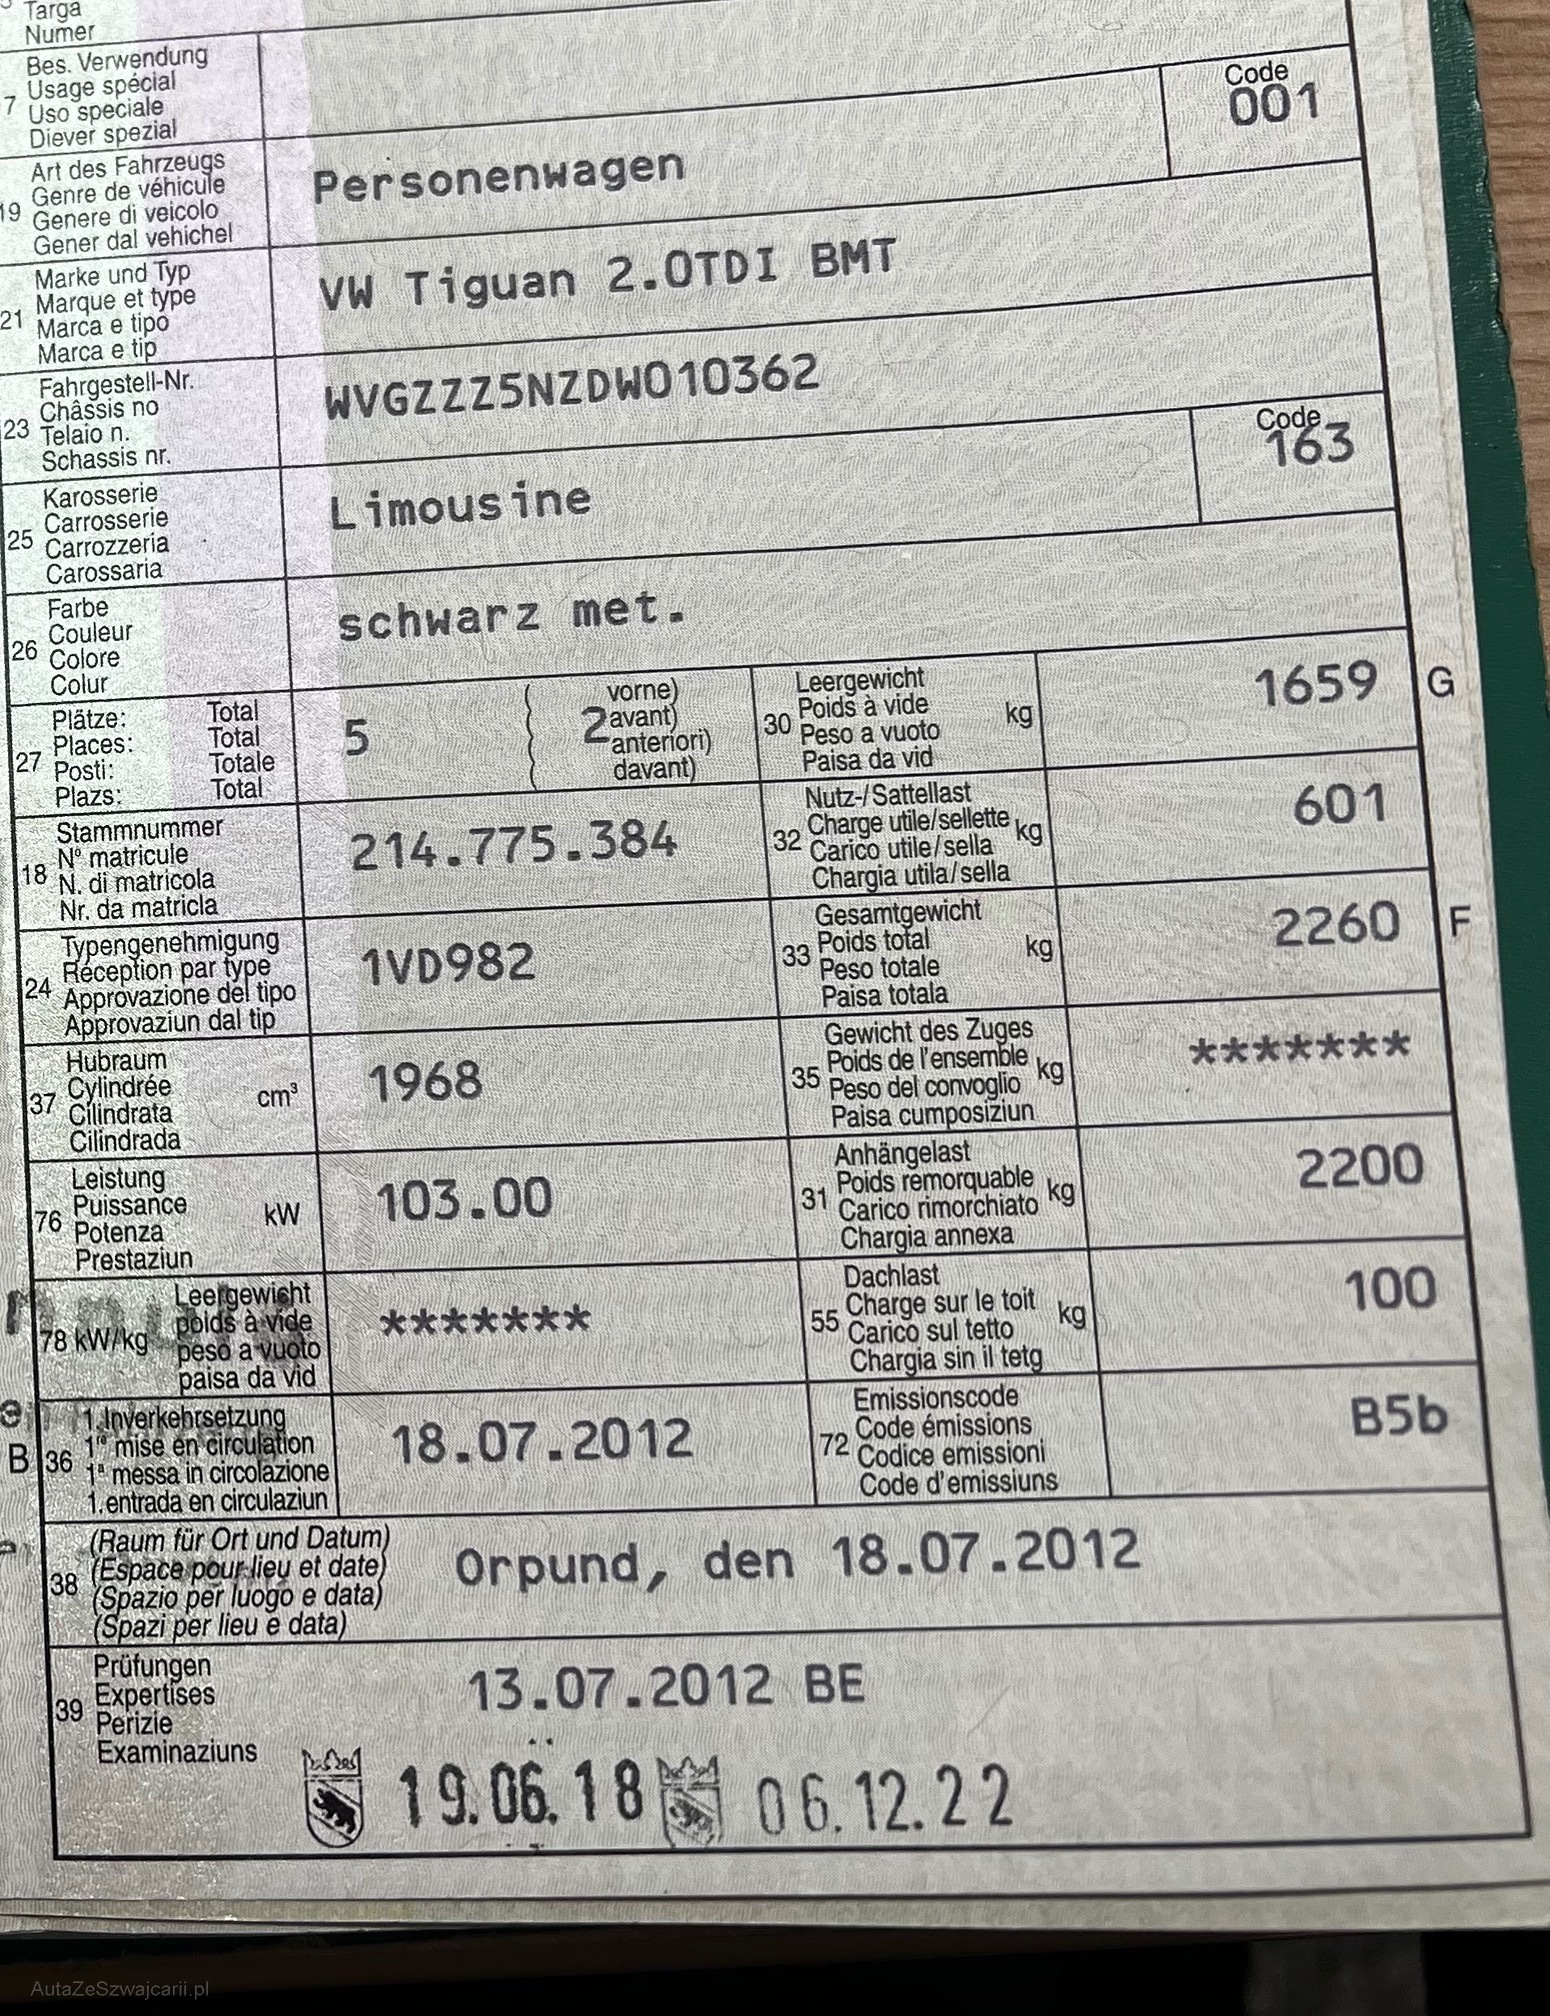 Targa
Numer
7 Bes. Verwendung
Usage spécial
Uso speciale
Diever spezial
Code
001
19 Art des Fahrzeugs
Genre de véhicule
Genere di veicolo
Gener dal vehichel
Personenwagen
21 Marke und Typ
Marque et type
Marca e tipo
Marca e tip
VW Tiguan 2.0TDI BMT
23 Fahrgestell-Nr.
Châssis no
Telaio n.
Schassis nr.
WVGZZZ5NZDW010362
Code
163
25 Karosserie
Carrosserie
Carrozzeria
Carossaria
Limousine
26 Farbe
Couleur
Colore
Colur
schwarz met.
27 Plätze: Total
Places: Total
Posti: Totale
Plazs: Total
5
2 vorne)
avant)
anteriori)
davant)
30 Leergewicht
Poids à vide kg
Peso a vuoto
Paisa da vid
1659 G
18 Stammnummer
N° matricule
N. di matricola
Nr. da matricla
214.775.384
32 Nutz-/Sattellast
Charge utile/sellette kg
Carico utile/sella
Chargia utila/sella
601
24 Typengenehmigung
Réception par type
Approvazione del tipo
Approvaziun dal tip
1VD982
33 Gesamtgewicht
Poids total kg
Peso totale
Paisa totala
2260 F
37 Hubraum
Cylindrée cm³
Cilindrata
Cilindrada
1968
35 Gewicht des Zuges
Poids de l'ensemble kg
Peso del convoglio
Paisa cumposiziun
*******
76 Leistung
Puissance kW
Potenza
Prestaziun
103.00
31 Anhängelast
Poids remorquable kg
Carico rimorchiato
Chargia annexa
2200
78 kW/kg Leergewicht
poids à vide
peso a vuoto
paisa da vid
*******
55 Dachlast
Charge sur le toit kg
Carico sul tetto
Chargia sin il tetg
100
B 36 1.Inverkehrsetzung
1re mise en circulation
1a messa in circolazione
1.entrada en circulaziun
18.07.2012
72 Emissionscode
Code émissions
Codice emissioni
Code d'emissiuns
B5b
38 (Raum für Ort und Datum)
(Espace pour lieu et date)
(Spazio per luogo e data)
(Spazi per lieu e data)
Orpund, den 18.07.2012
39 Prüfungen
Expertises
Perizie
Examinaziuns
13.07.2012 BE
19.06.18 06.12.22
AutaZeSzwajcarii.pl